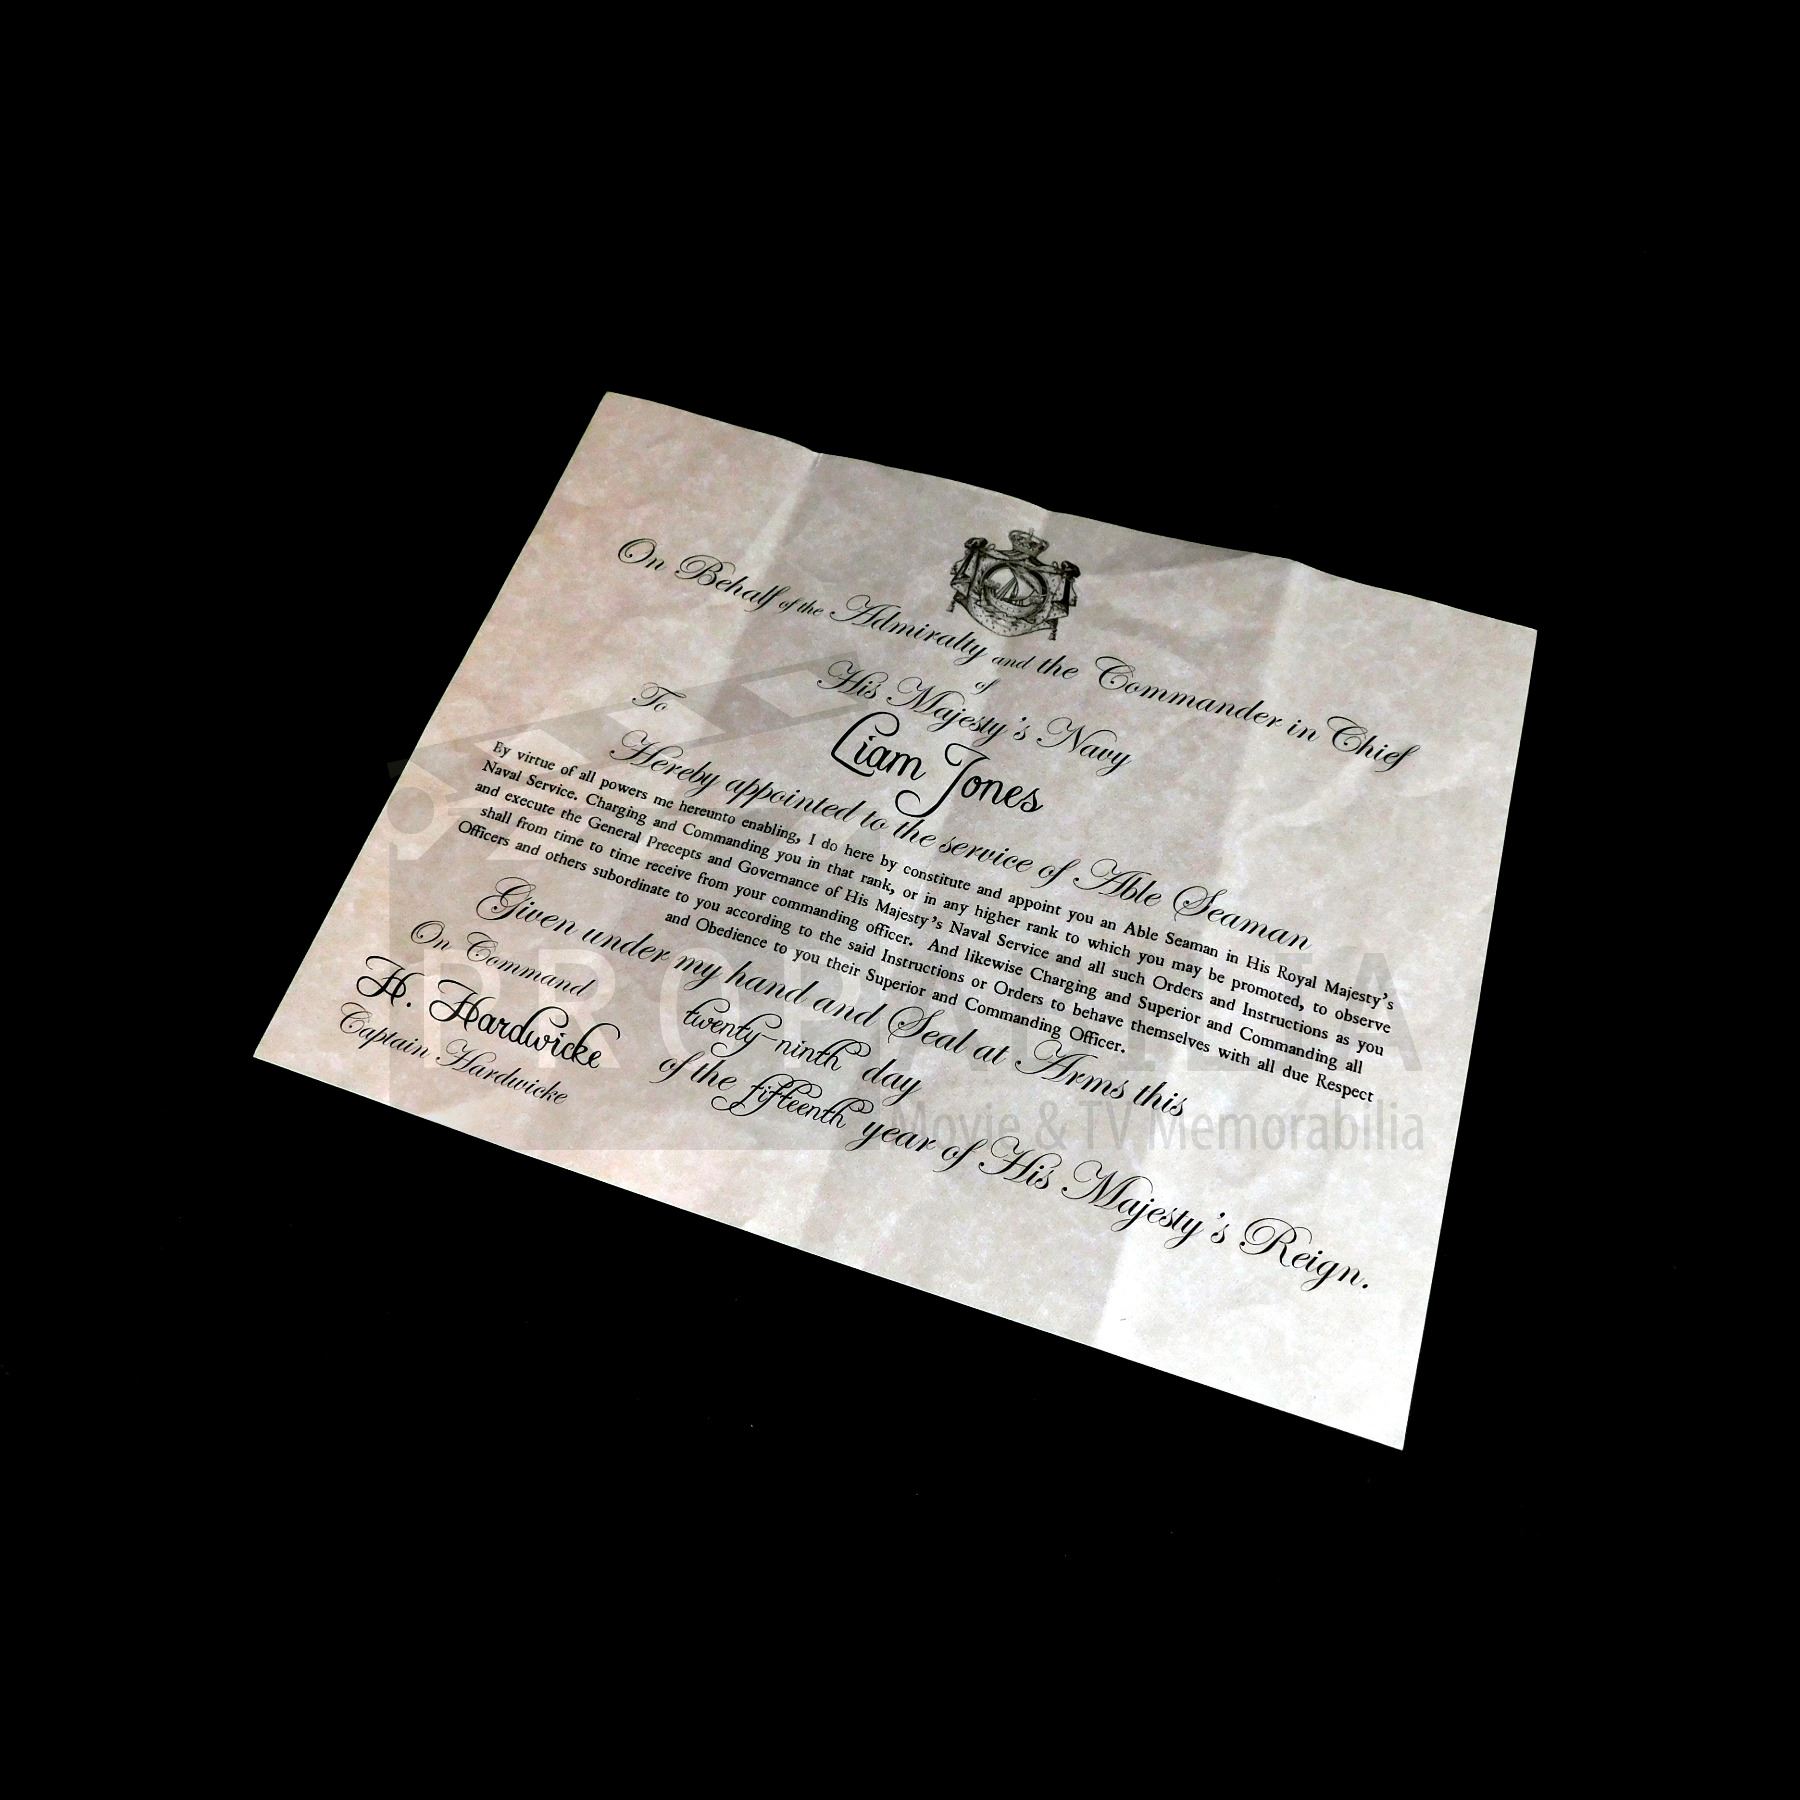 On Behalf of the Admiralty and the Commander in Chief
of
His Majesty's Navy
To
Liam Jones
Hereby appointed to the service of Able Seaman
By virtue of all powers me hereunto enabling, I do here by constitute and appoint you an Able Seaman in His Royal Majesty's
Naval Service. Charging and Commanding you in that rank, or in any higher rank to which you may be promoted, to observe
and execute the General Precepts and Governance of His Majesty's Naval Service and all such Orders and Instructions as you
shall from time to time receive from your commanding officer. And likewise Charging and Superior and Commanding all
Officers and others subordinate to you according to the said Instructions or Orders to behave themselves with all due Respect
and Obedience to you their Superior and Commanding Officer.
Given under my hand and Seal at Arms this
On Command
twenty-ninth day
H. Hardwicke
of the fifteenth year of His Majesty's Reign.
Captain Hardwicke
Movie & TV Memorabilia